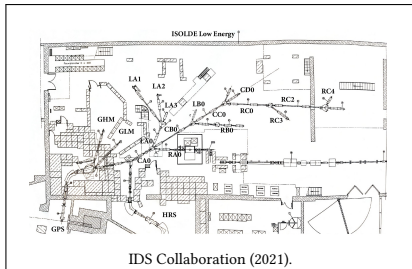 ISOLDE Low Energy
LA1
LA2
LA3
LB0
CD0
RC2
RC4
GHM
GLM
CC0
RC0
RC3
CB0
RB0
LA0
CA0
RA0
HRS
GPS
IDS Collaboration (2021).